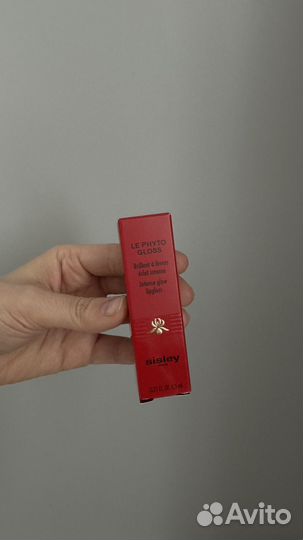 LE PHYTO
GLOSS
Brillant à lèvres
éclat intense
Intense glow
lipgloss
sisley
PARIS
Avito